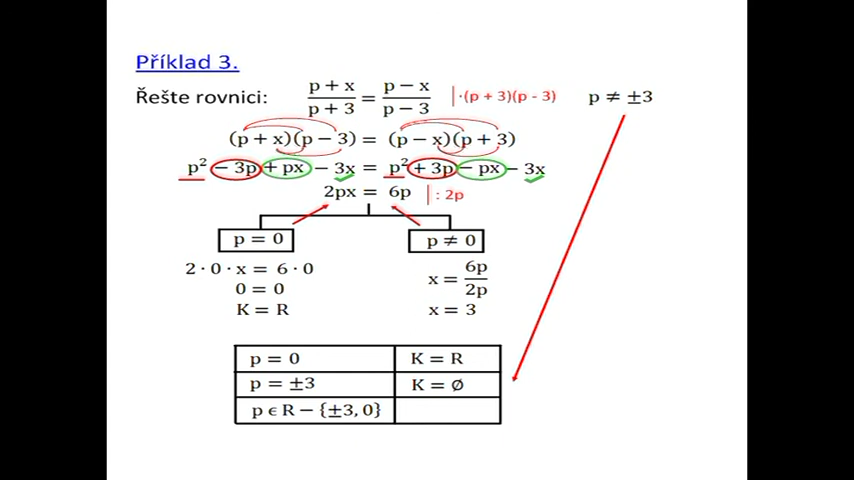 Příklad 3.
Řešte rovnici: (p + x)/(p + 3) = (p − x)/(p − 3) | ·(p + 3)(p - 3) p ≠ ±3
(p + x)(p − 3) = (p − x)(p + 3)
p² − 3p + px − 3x = p² + 3p − px − 3x
2px = 6p | : 2p
p = 0 p ≠ 0
2 · 0 · x = 6 · 0
0 = 0
K = R
x = 6p/2p
x = 3
p = 0 K = R
p = ±3 K = Ø
p ϵ R − {±3, 0}